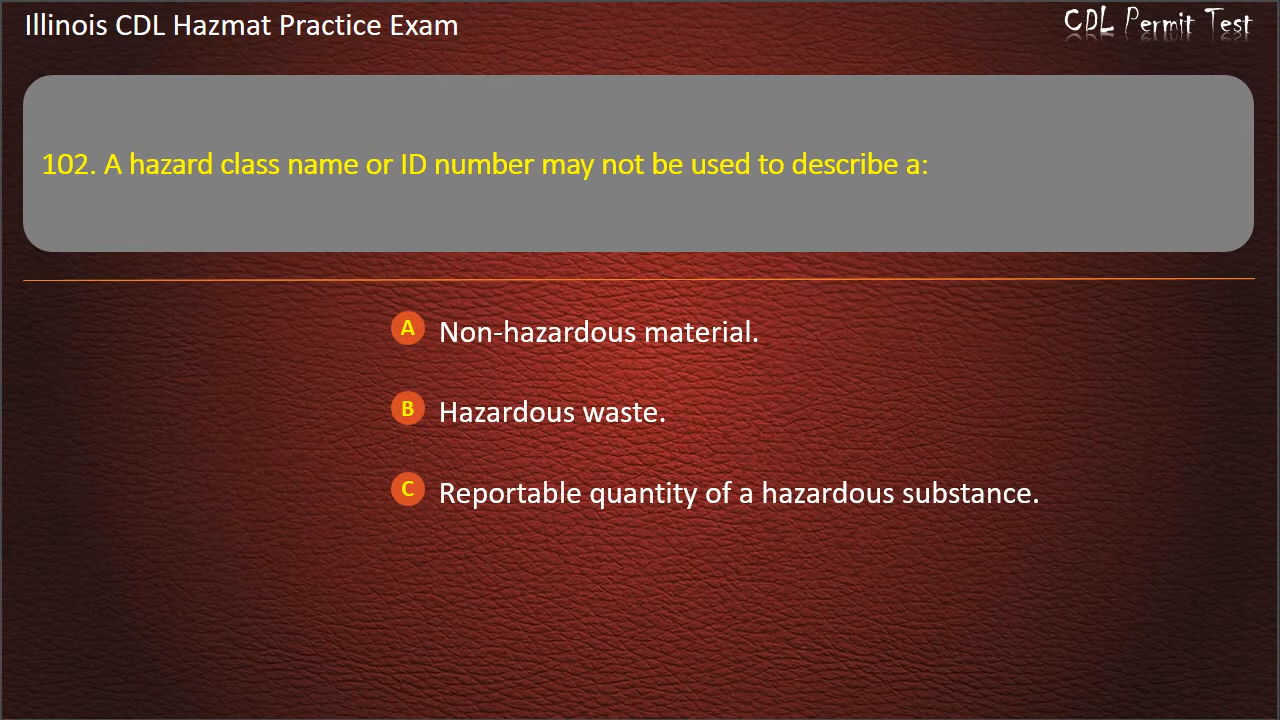 Illinois CDL Hazmat Practice Exam
CDL Permit Test
102. A hazard class name or ID number may not be used to describe a:
A Non-hazardous material.
B Hazardous waste.
C Reportable quantity of a hazardous substance.